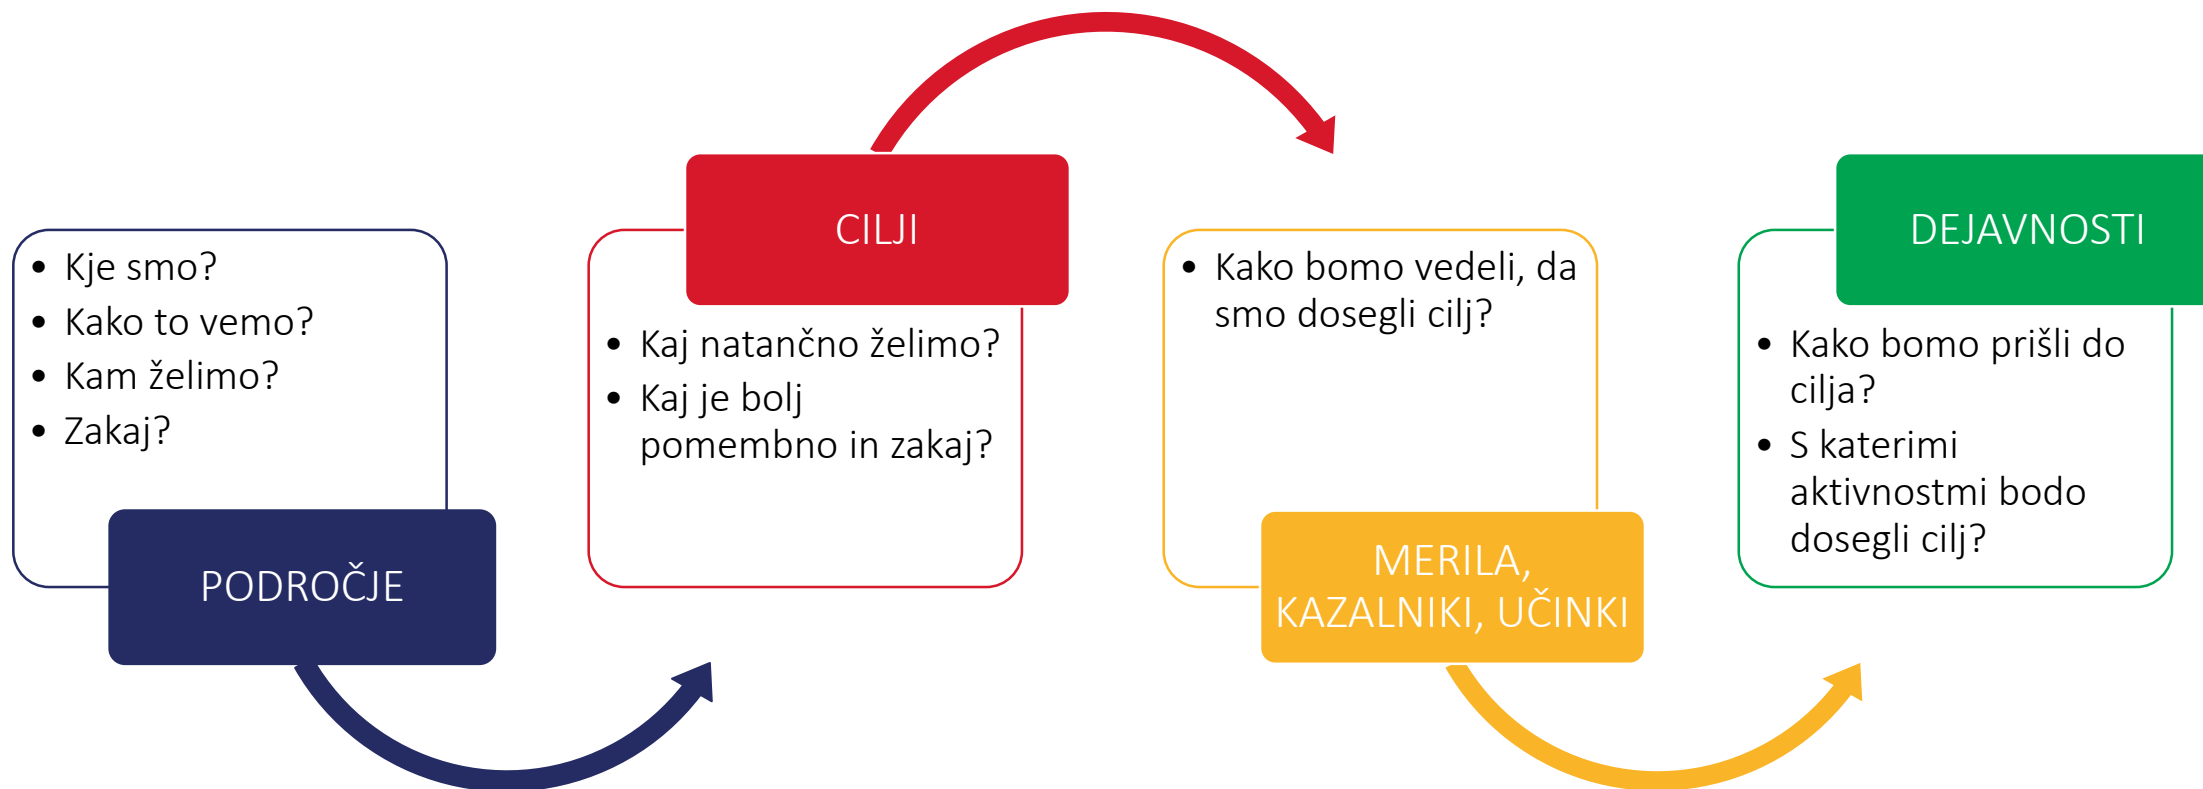 • Kje smo?
• Kako to vemo?
• Kam želimo?
• Zakaj?
PODROČJE
CILJI
• Kaj natančno želimo?
• Kaj je bolj
pomembno in zakaj?
• Kako bomo vedeli, da
smo dosegli cilj?
MERILA,
KAZALNIKI, UČINKI
DEJAVNOSTI
• Kako bomo prišli do
cilja?
• S katerimi
aktivnostmi bodo
dosegli cilj?